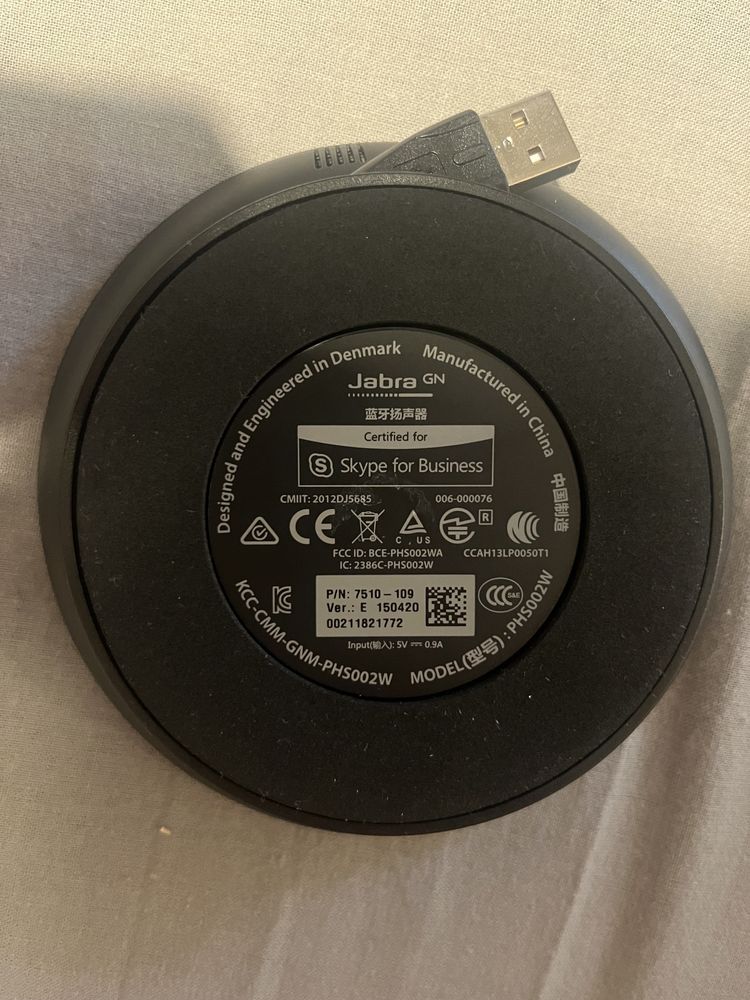 Designed and Engineered in Denmark
Manufactured in China
中国制造
Jabra GN
蓝牙扬声器
Certified for
Skype for Business
CMIIT: 2012DJ5685
006-000076
CE
C US
R
FCC ID: BCE-PHS002WA
CCAH13LP0050T1
IC: 2386C-PHS002W
P/N: 7510-109
Ver.: E 150420
00211821772
CCC S&E
Input(输入): 5V ⎓ 0.9A
KCC-CMM-GNM-PHS002W
MODEL(型号): PHS002W